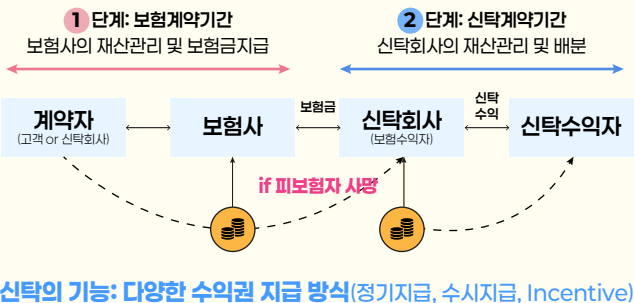 1 단계: 보험계약기간
보험사의 재산관리 및 보험금지급
2 단계: 신탁계약기간
신탁회사의 재산관리 및 배분
계약자
(고객 or 신탁회사)
보험사
보험금
신탁회사
(보험수익자)
신탁
수익
신탁수익자
if 피보험자 사망
신탁의 기능: 다양한 수익권 지급 방식(정기지급, 수시지급, Incentive)